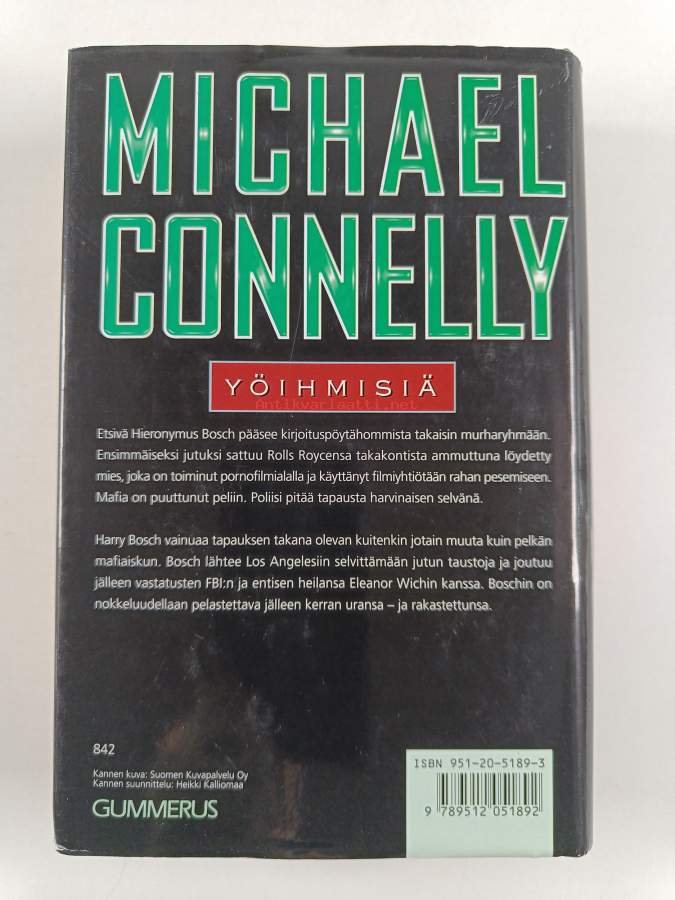 MICHAEL
CONNELLY
YÖIHMISIÄ
Antikvariaatti.net
Etsivä Hieronymus Bosch pääsee kirjoituspöytähommista takaisin murharyhmään.
Ensimmäiseksi jutuksi sattuu Rolls Roycensa takakontista ammuttuna löydetty
mies, joka on toiminut pornofilmialalla ja käyttänyt filmiyhtiötään rahan pesemiseen.
Mafia on puuttunut peliin. Poliisi pitää tapausta harvinaisen selvänä.
Harry Bosch vainuaa tapauksen takana olevan kuitenkin jotain muuta kuin pelkän
mafiaiskun. Bosch lähtee Los Angelesiin selvittämään jutun taustoja ja joutuu
jälleen vastatusten FBI:n ja entisen heilansa Eleanor Wichin kanssa. Boschin on
nokkeluudellaan pelastettava jälleen kerran uransa – ja rakastettunsa.
842
Kannen kuva: Suomen Kuvapalvelu Oy
Kannen suunnittelu: Heikki Kalliomaa
GUMMERUS
ISBN 951-20-5189-3
9 789512 051892